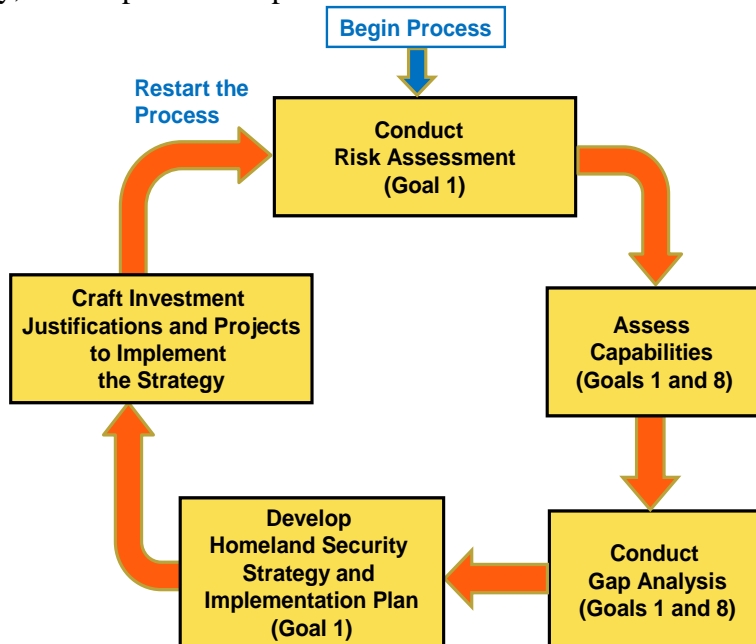 Begin Process
Restart the
Process
Conduct
Risk Assessment
(Goal 1)
Assess
Capabilities
(Goals 1 and 8)
Conduct
Gap Analysis
(Goals 1 and 8)
Develop
Homeland Security
Strategy and
Implementation Plan
(Goal 1)
Craft Investment
Justifications and Projects
to Implement
the Strategy